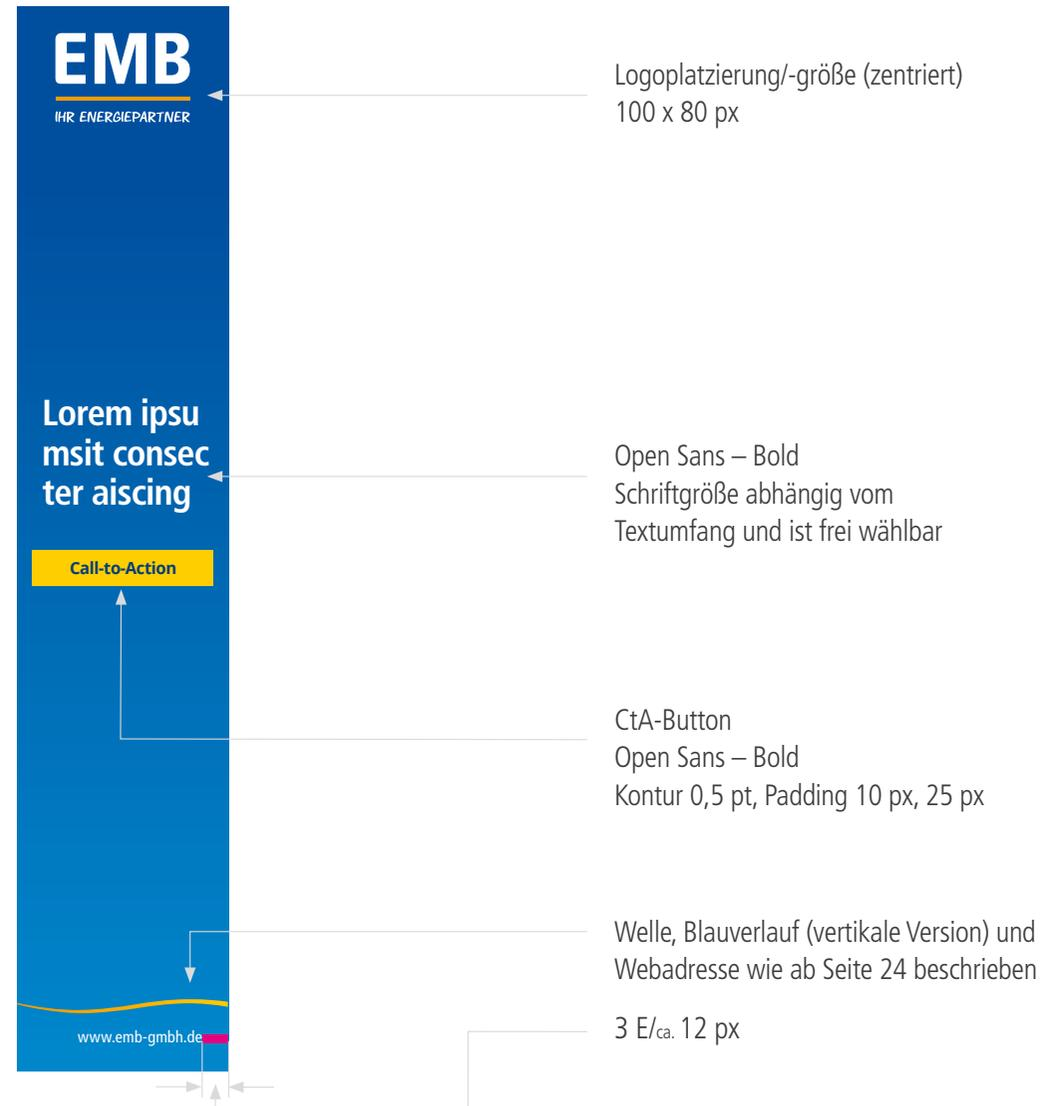 EMB
IHR ENERGIEPARTNER
Logoplatzierung/-größe (zentriert)
100 x 80 px
Lorem ipsu
msit consec
ter aiscing
Open Sans – Bold
Schriftgröße abhängig vom
Textumfang und ist frei wählbar
Call-to-Action
CtA-Button
Open Sans – Bold
Kontur 0,5 pt, Padding 10 px, 25 px
Welle, Blauverlauf (vertikale Version) und
Webadresse wie ab Seite 24 beschrieben
www.emb-gmbh.de
3 E/ca. 12 px